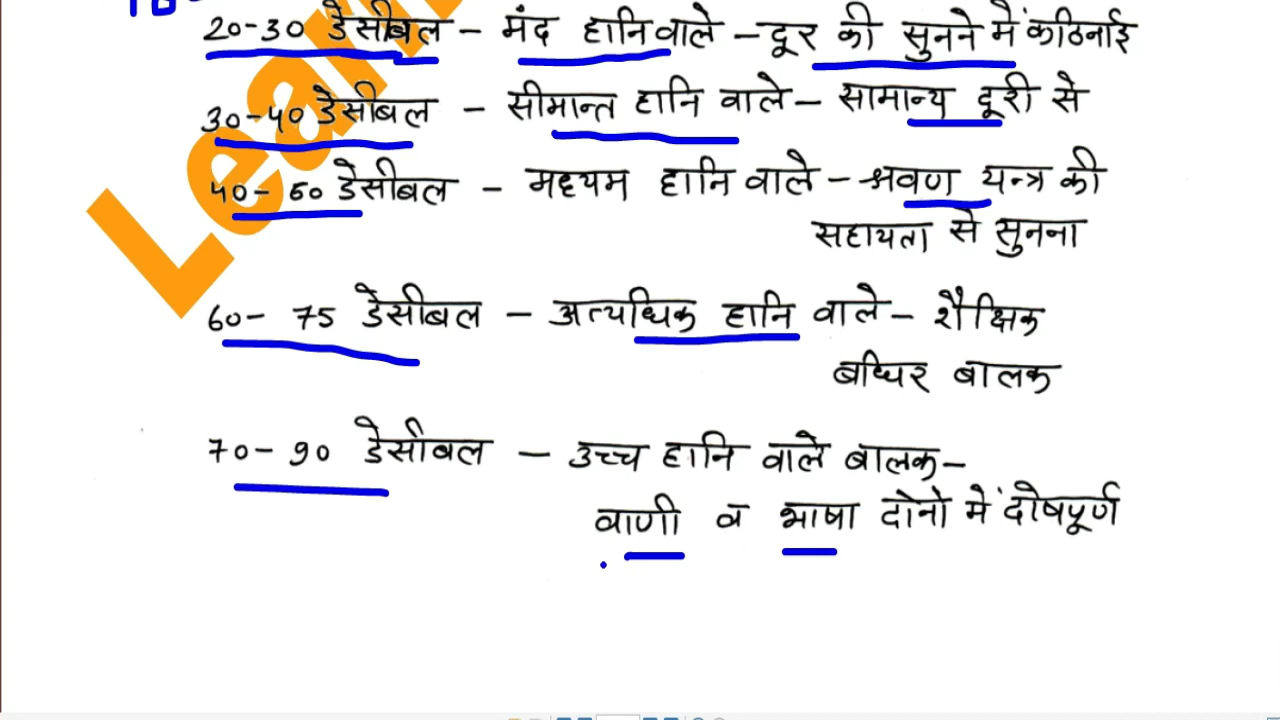 20-30 डेसीबल - मंद हानि वाले - दूर की सुनने में कठिनाई
30-40 डेसीबल - सीमान्त हानि वाले - सामान्य दूरी से
40-60 डेसीबल - मध्यम हानि वाले - श्रवण यन्त्र की
सहायता से सुनना
60-75 डेसीबल - अत्यधिक हानि वाले - शैक्षिक
बधिर बालक
70-90 डेसीबल - उच्च हानि वाले बालक -
वाणी व भाषा दोनो में दोषपूर्ण
Lear